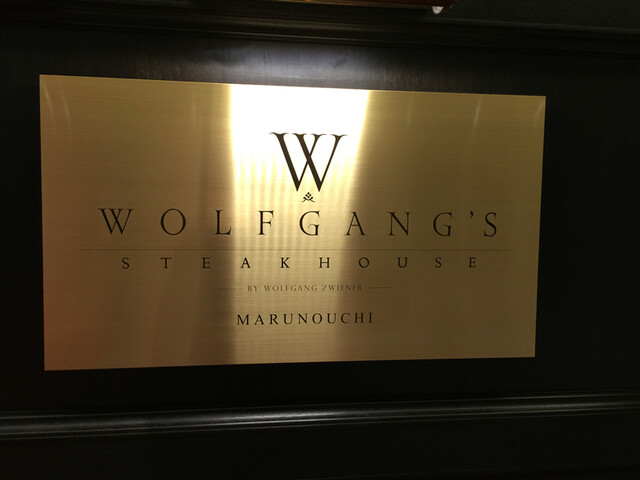 W
WOLFGANG'S
STEAKHOUSE
BY WOLFGANG ZWIENER
MARUNOUCHI